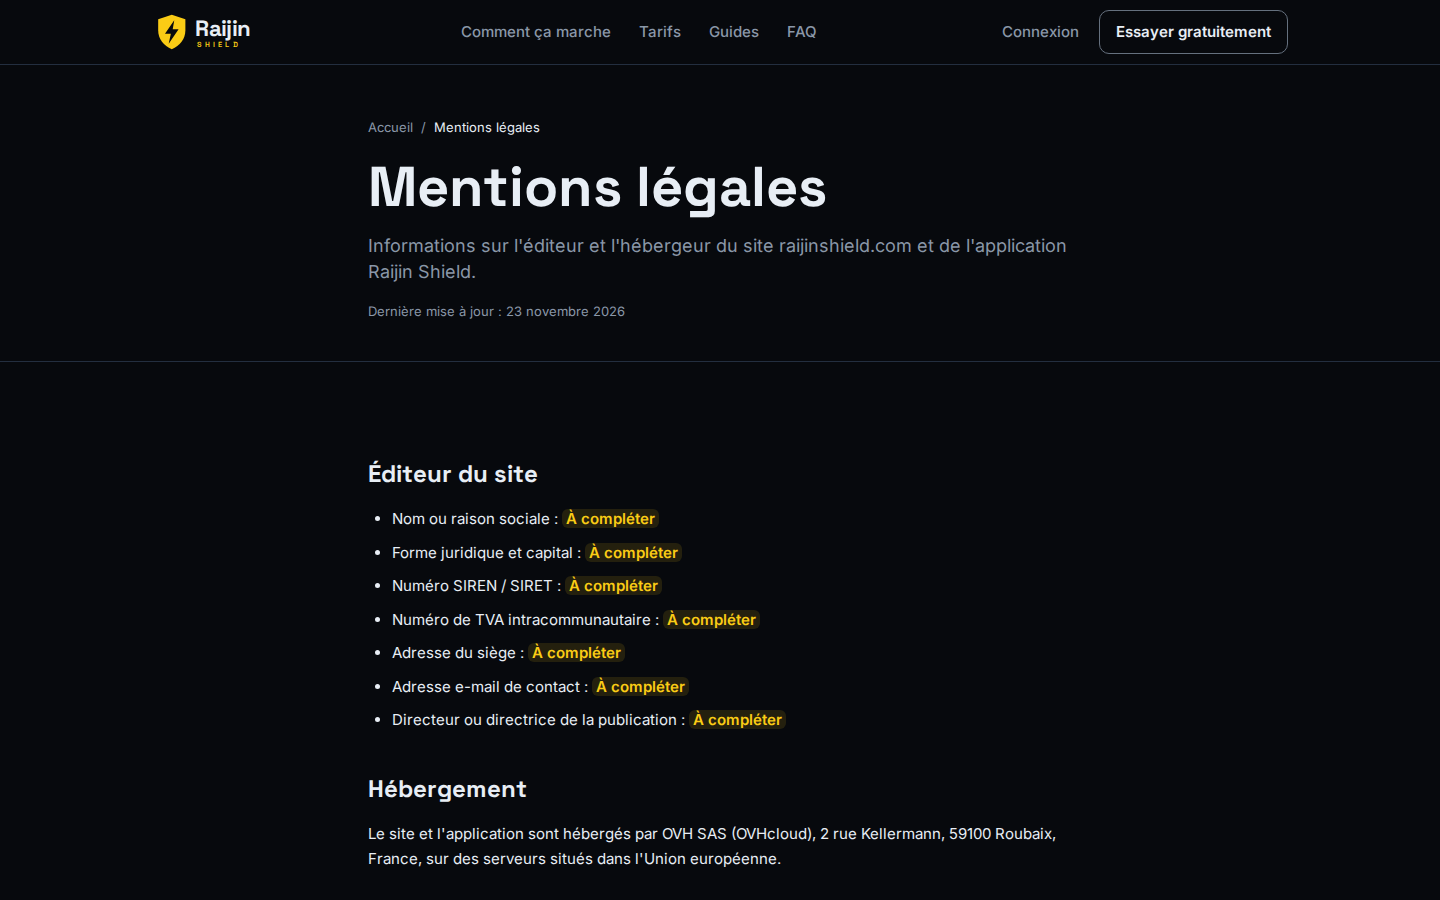 Raijin
SHIELD
Comment ça marche
Tarifs
Guides
FAQ
Connexion
Essayer gratuitement
Accueil / Mentions légales
Mentions légales
Informations sur l'éditeur et l'hébergeur du site raijinshield.com et de l'application
Raijin Shield.
Dernière mise à jour : 23 novembre 2026
Éditeur du site
• Nom ou raison sociale : À compléter
• Forme juridique et capital : À compléter
• Numéro SIREN / SIRET : À compléter
• Numéro de TVA intracommunautaire : À compléter
• Adresse du siège : À compléter
• Adresse e-mail de contact : À compléter
• Directeur ou directrice de la publication : À compléter
Hébergement
Le site et l'application sont hébergés par OVH SAS (OVHcloud), 2 rue Kellermann, 59100 Roubaix,
France, sur des serveurs situés dans l'Union européenne.